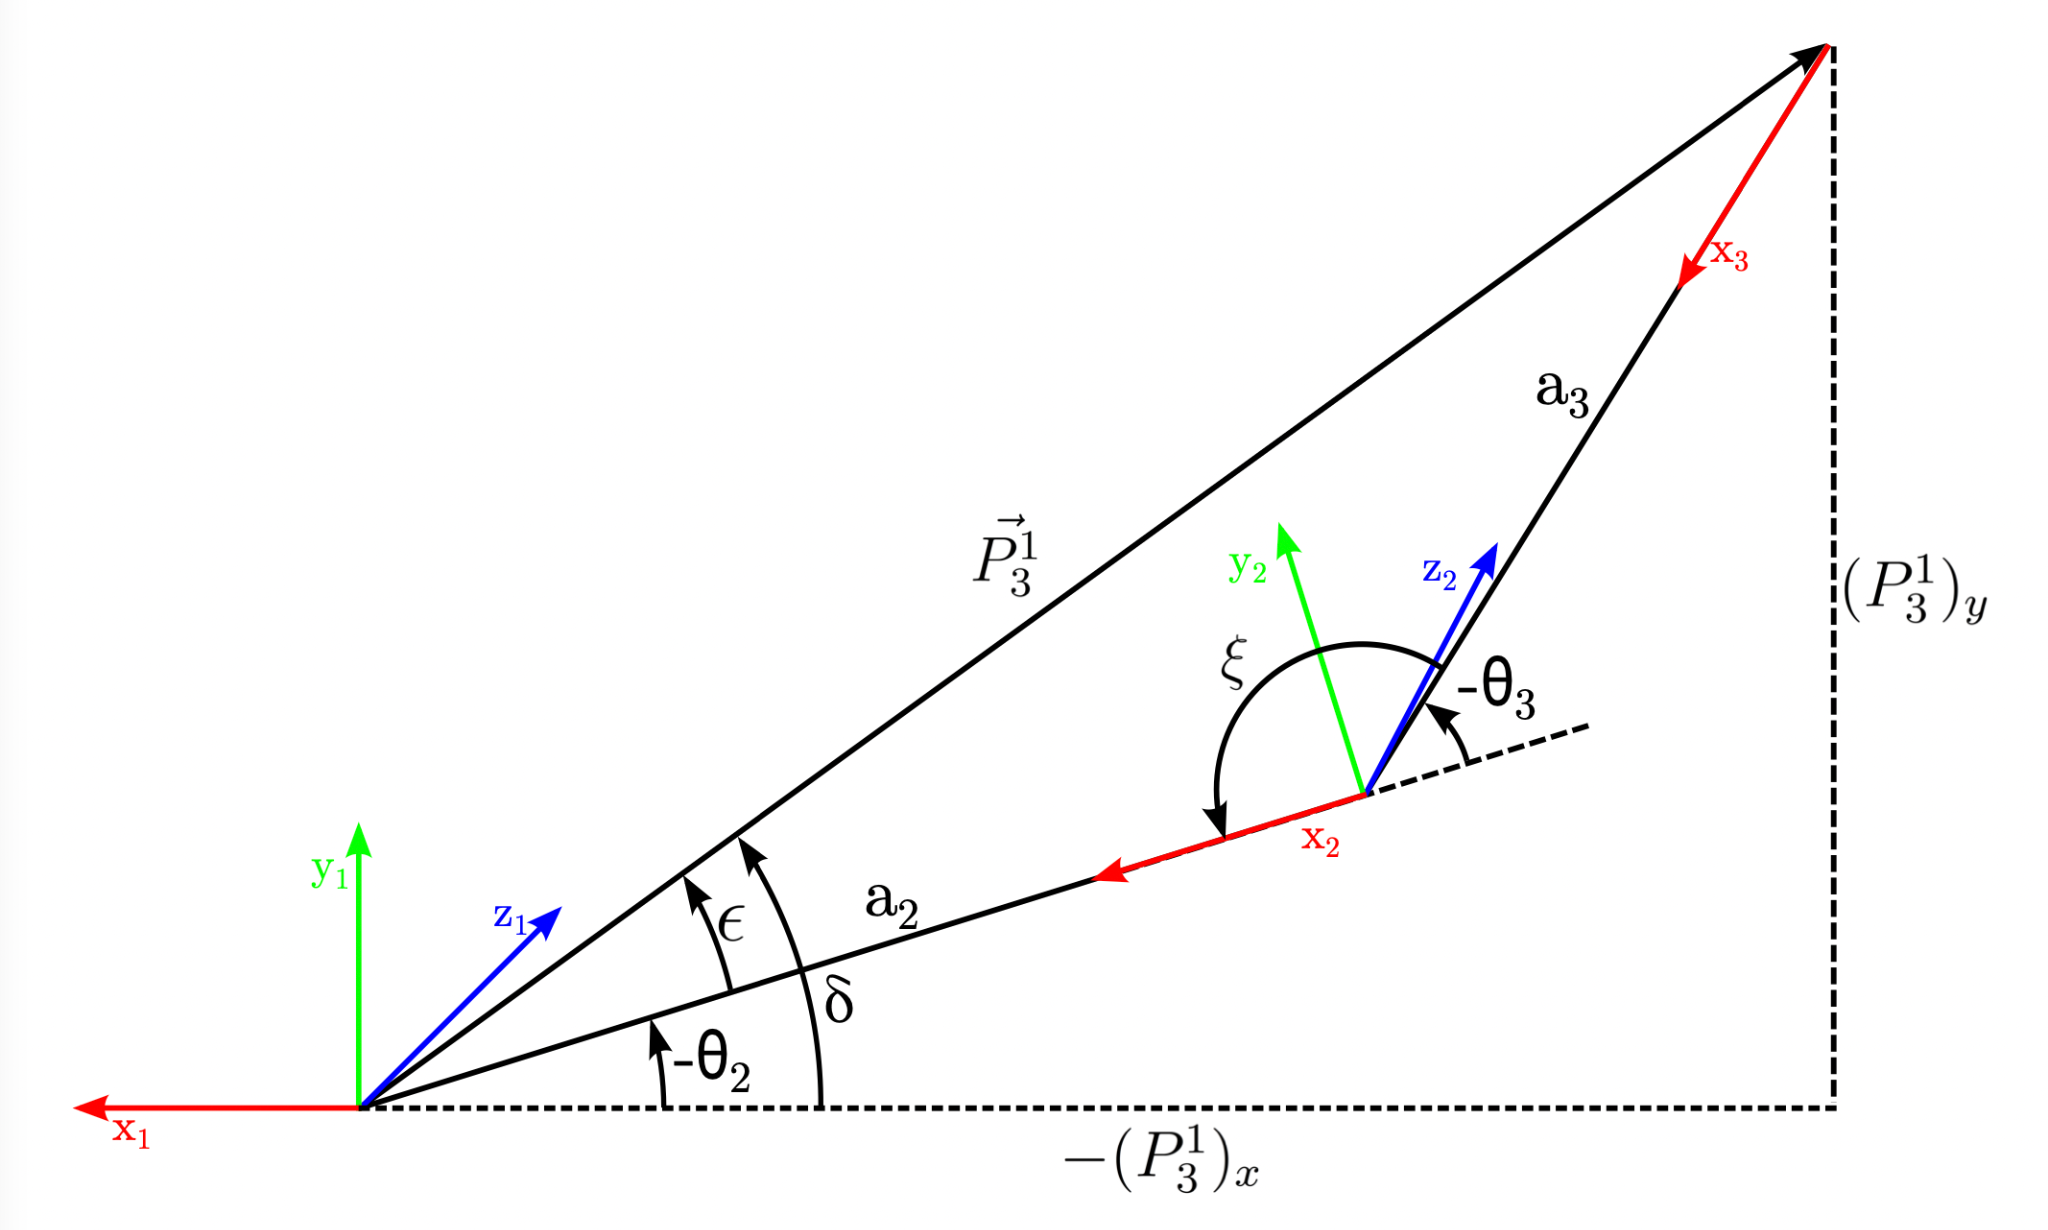 x₃
a₃
P⃗₃¹
y₂
z₂
(P₃¹)ᵧ
ξ
-θ₃
x₂
y₁
z₁
ϵ
a₂
δ
-θ₂
x₁
−(P₃¹)ₓ